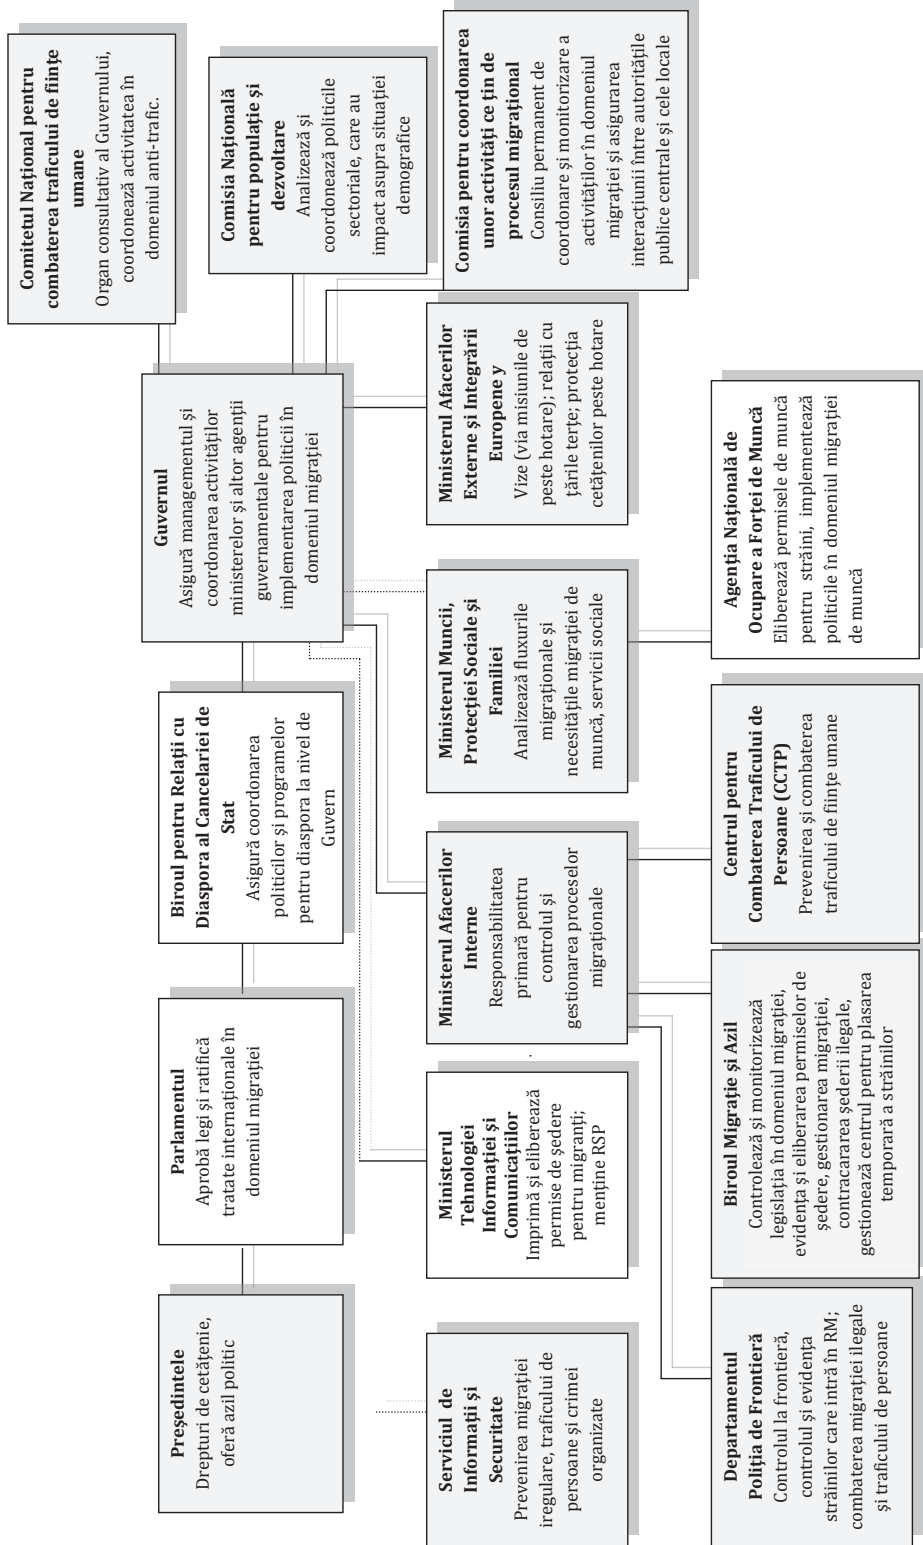 Comitetul Național pentru
combaterea traficului de ființe
umane
Organ consultativ al Guvernului,
coordonează activitatea în
domeniul anti-trafic.
Comisia Națională
pentru populație și
dezvoltare
Analizează și
coordonează politicile
sectoriale, care au
impact asupra situației
demografice
Comisia pentru coordonarea
unor activități ce țin de
procesul migrațional
Consiliu permanent de
coordonare și monitorizare a
activităților în domeniul
migrației și asigurarea
interacțiunii între autoritățile
publice centrale și cele locale
Președintele
Drepturi de cetățenie,
oferă azil politic
Parlamentul
Aprobă legi și ratifică
tratate internaționale în
domeniul migrației
Biroul pentru Relații cu
Diaspora al Cancelariei de
Stat
Asigură coordonarea
politicilor și programelor
pentru diaspora la nivel de
Guvern
Guvernul
Asigură managementul și
coordonarea activităților
ministerelor și altor agenții
guvernamentale pentru
implementarea politicii în
domeniul migrației
Serviciul de
Informații și
Securitate
Prevenirea migrației
iregulare, traficului de
persoane și crimei
organizate
Ministerul
Tehnologiei
Informației și
Comunicațiilor
Imprimă și eliberează
permise de ședere
pentru migranți;
menține RSP
Ministerul Afacerilor
Interne
Responsabilitatea
primară pentru
controlul și
gestionarea proceselor
migraționale
Ministerul Muncii,
Protecției Sociale și
Familiei
Analizează fluxurile
migraționale și
necesitățile migrației de
muncă, servicii sociale
Ministerul Afacerilor
Externe și Integrării
Europene y
Vize (via misiunile de
peste hotare); relații cu
țările terțe; protecția
cetățenilor peste hotare
Departamentul
Poliția de Frontieră
Controlul la frontieră,
controlul și evidența
străinilor care intră în RM;
combaterea migrației ilegale
și traficului de persoane
Biroul Migrație și Azil
Controlează și monitorizează
legislația în domeniul migrației,
evidența și eliberarea permiselor de
ședere, gestionarea migrației,
contracararea șederii ilegale,
gestionează centrul pentru plasarea
temporară a străinilor
Centrul pentru
Combaterea Traficului de
Persoane (CCTP)
Prevenirea și combaterea
traficului de ființe umane
Agenția Națională de
Ocupare a Forței de Muncă
Eliberează permisele de muncă
pentru străini, implementează
politicile în domeniul migrației
de muncă